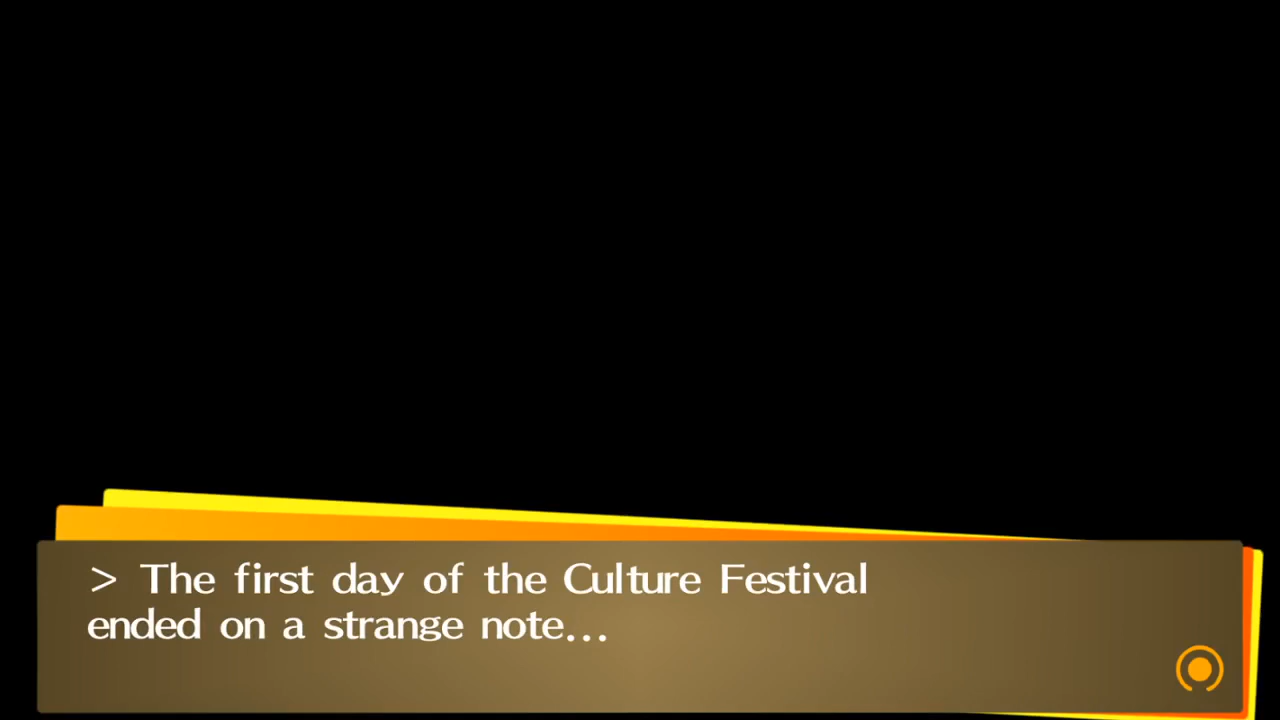 > The first day of the Culture Festival
ended on a strange note...